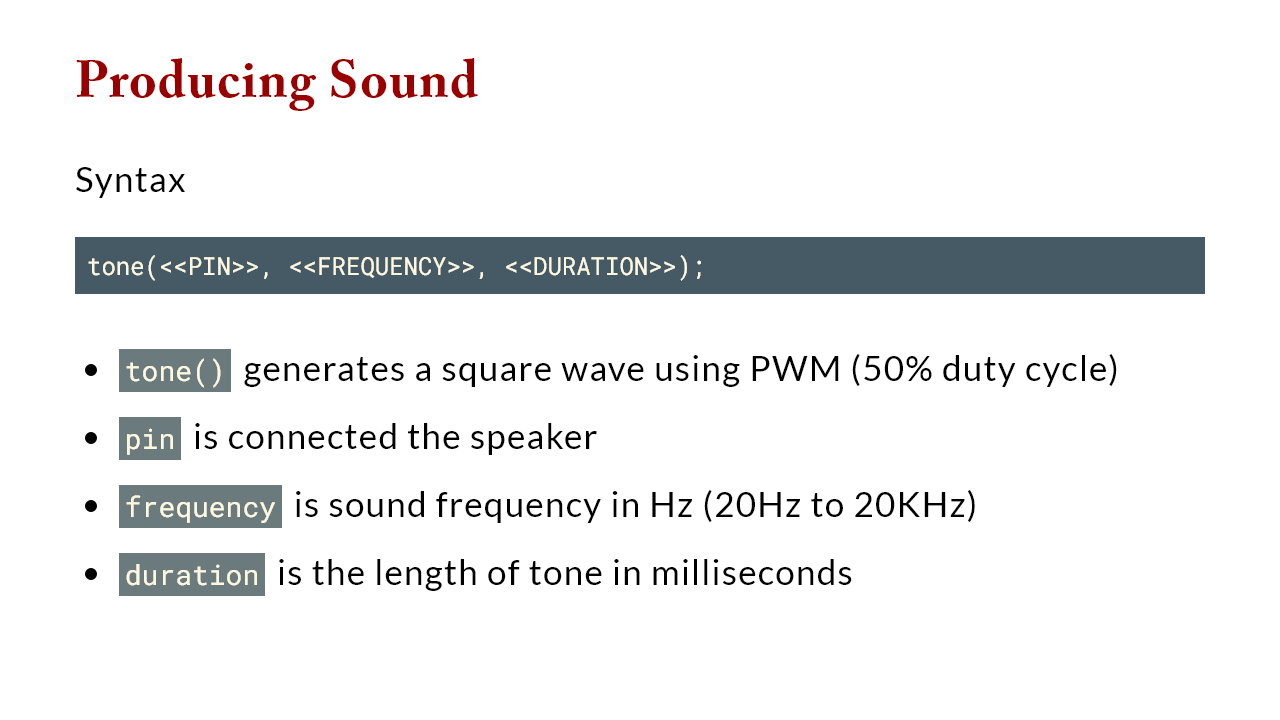 Producing Sound
Syntax
tone(<<PIN>>, <<FREQUENCY>>, <<DURATION>>);
• tone() generates a square wave using PWM (50% duty cycle)
• pin is connected the speaker
• frequency is sound frequency in Hz (20Hz to 20KHz)
• duration is the length of tone in milliseconds